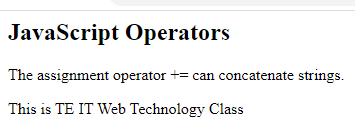 JavaScript Operators
The assignment operator += can concatenate strings.
This is TE IT Web Technology Class